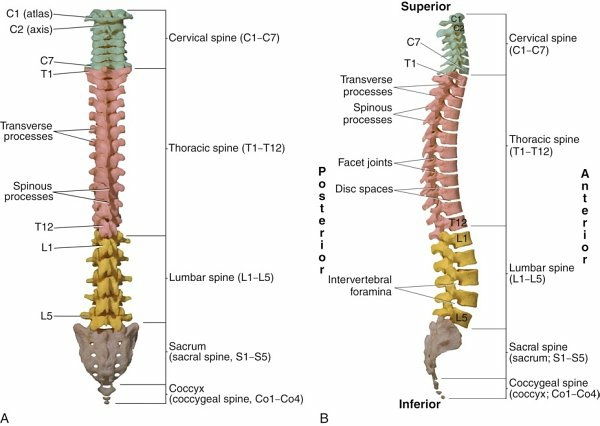 C1 (atlas)
C2 (axis)
C7
T1
Transverse
processes
Spinous
processes
T12
L1
L5
Cervical spine (C1–C7)
Thoracic spine (T1–T12)
Lumbar spine (L1–L5)
Sacrum
(sacral spine, S1–S5)
Coccyx
(coccygeal spine, Co1–Co4)
A
Superior
C1
C2
C7
T1
Transverse
processes
Spinous
processes
Facet joints
Disc spaces
Posterior
T12
L1
Intervertebral
foramina
L5
Cervical spine
(C1–C7)
Thoracic spine
(T1–T12)
Anterior
Lumbar spine
(L1–L5)
Sacral spine
(sacrum; S1–S5)
Coccygeal spine
(coccyx; Co1–Co4)
Inferior
B